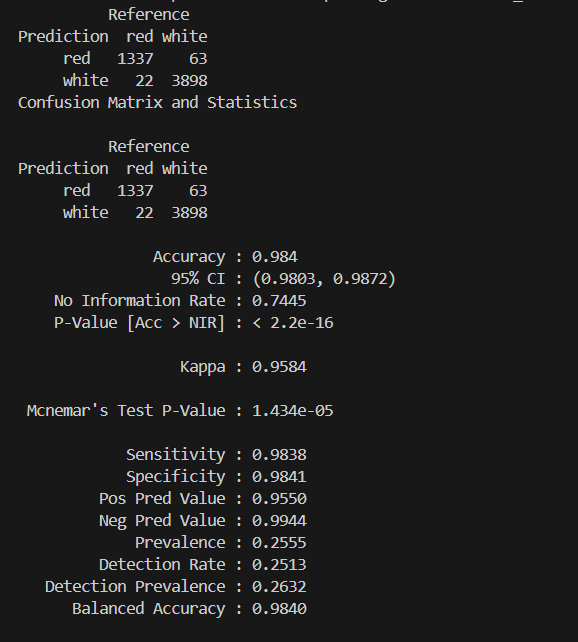 Reference
Prediction red white
red 1337 63
white 22 3898
Confusion Matrix and Statistics
Reference
Prediction red white
red 1337 63
white 22 3898
Accuracy : 0.984
95% CI : (0.9803, 0.9872)
No Information Rate : 0.7445
P-Value [Acc > NIR] : < 2.2e-16
Kappa : 0.9584
Mcnemar's Test P-Value : 1.434e-05
Sensitivity : 0.9838
Specificity : 0.9841
Pos Pred Value : 0.9550
Neg Pred Value : 0.9944
Prevalence : 0.2555
Detection Rate : 0.2513
Detection Prevalence : 0.2632
Balanced Accuracy : 0.9840